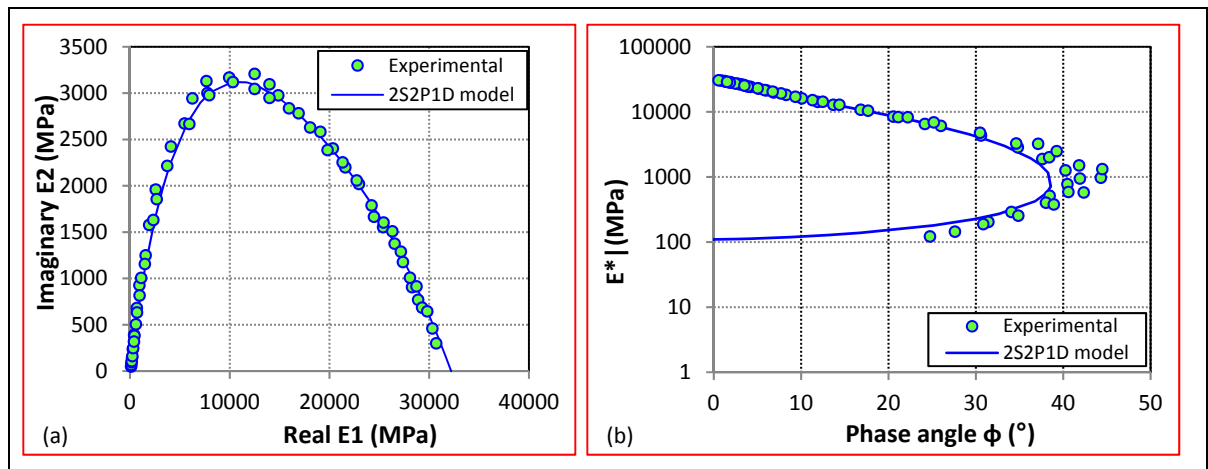 3500
3000
2500
2000
1500
1000
500
0
Imaginary E2 (MPa)
Experimental
2S2P1D model
0 10000 20000 30000 40000
(a)
Real E1 (MPa)
100000
10000
1000
100
10
1
E*|(MPa)
Experimental
2S2P1D model
0 10 20 30 40 50
(b)
Phase angle ϕ (°)